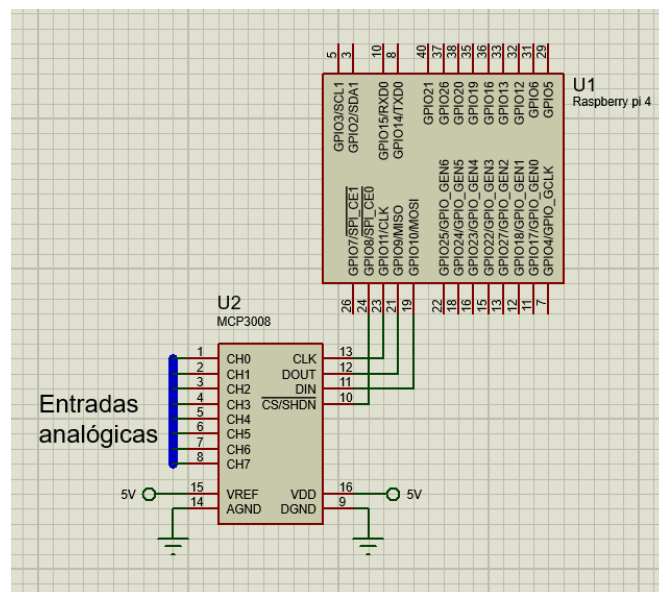 5
3
10
8
40
37
38
35
36
33
32
31
29
GPIO3/SCL1
GPIO2/SDA1
GPIO15/RXD0
GPIO14/TXD0
GPIO21
GPIO26
GPIO20
GPIO19
GPIO16
GPIO13
GPIO12
GPIO6
GPIO5
U1
Raspberry pi 4
GPIO7/SPI_CE1
GPIO8/SPI_CE0
GPIO11/CLK
GPIO9/MISO
GPIO10/MOSI
GPIO25/GPIO_GEN6
GPIO24/GPIO_GEN5
GPIO23/GPIO_GEN4
GPIO22/GPIO_GEN3
GPIO27/GPIO_GEN2
GPIO18/GPIO_GEN1
GPIO17/GPIO_GEN0
GPIO4/GPIO_GCLK
26
24
23
21
19
22
18
16
15
13
12
11
7
U2
MCP3008
1 CH0 CLK 13
2 CH1 DOUT 12
3 CH2 DIN 11
4 CH3 CS/SHDN 10
5 CH4
6 CH5
7 CH6
8 CH7
Entradas
analógicas
5V 15 VREF VDD 16 5V
14 AGND DGND 9